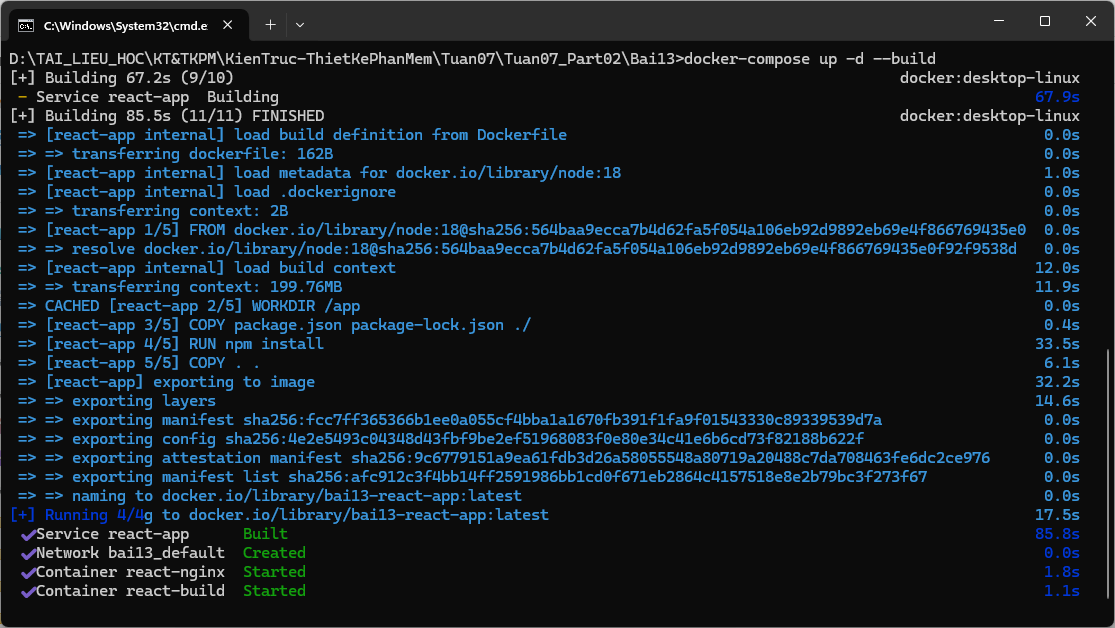 C:\Windows\System32\cmd.e
D:\TAI_LIEU_HOC\KT&TKPM\KienTruc-ThietKePhanMem\Tuan07\Tuan07_Part02\Bai13>docker-compose up -d --build
[+] Building 67.2s (9/10) docker:desktop-linux
- Service react-app Building 67.9s
[+] Building 85.5s (11/11) FINISHED docker:desktop-linux
=> [react-app internal] load build definition from Dockerfile 0.0s
=> => transferring dockerfile: 162B 0.0s
=> [react-app internal] load metadata for docker.io/library/node:18 1.0s
=> [react-app internal] load .dockerignore 0.0s
=> => transferring context: 2B 0.0s
=> [react-app 1/5] FROM docker.io/library/node:18@sha256:564baa9ecca7b4d62fa5f054a106eb92d9892eb69e4f866769435e0 0.0s
=> => resolve docker.io/library/node:18@sha256:564baa9ecca7b4d62fa5f054a106eb92d9892eb69e4f866769435e0f92f9538d 0.0s
=> [react-app internal] load build context 12.0s
=> => transferring context: 199.76MB 11.9s
=> CACHED [react-app 2/5] WORKDIR /app 0.0s
=> [react-app 3/5] COPY package.json package-lock.json ./ 0.4s
=> [react-app 4/5] RUN npm install 33.5s
=> [react-app 5/5] COPY . . 6.1s
=> [react-app] exporting to image 32.2s
=> => exporting layers 14.6s
=> => exporting manifest sha256:fcc7ff365366b1ee0a055cf4bba1a1670fb391f1fa9f01543330c89339539d7a 0.0s
=> => exporting config sha256:4e2e5493c04348d43fbf9be2ef51968083f0e80e34c41e6b6cd73f82188b622f 0.0s
=> => exporting attestation manifest sha256:9c6779151a9ea61fdb3d26a58055548a80719a20488c7da708463fe6dc2ce976 0.0s
=> => exporting manifest list sha256:afc912c3f4bb14ff2591986bb1cd0f671eb2864c4157518e8e2b79bc3f273f67 0.0s
=> => naming to docker.io/library/bai13-react-app:latest 0.0s
[+] Running 4/4g to docker.io/library/bai13-react-app:latest 17.5s
✔Service react-app Built 85.8s
✔Network bai13_default Created 0.0s
✔Container react-nginx Started 1.8s
✔Container react-build Started 1.1s